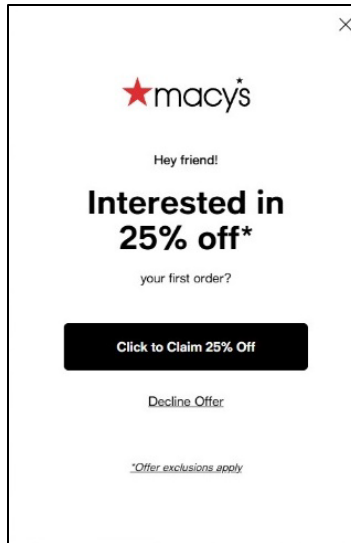 macy's
Hey friend!
Interested in
25% off*
your first order?
Click to Claim 25% Off
Decline Offer
*Offer exclusions apply